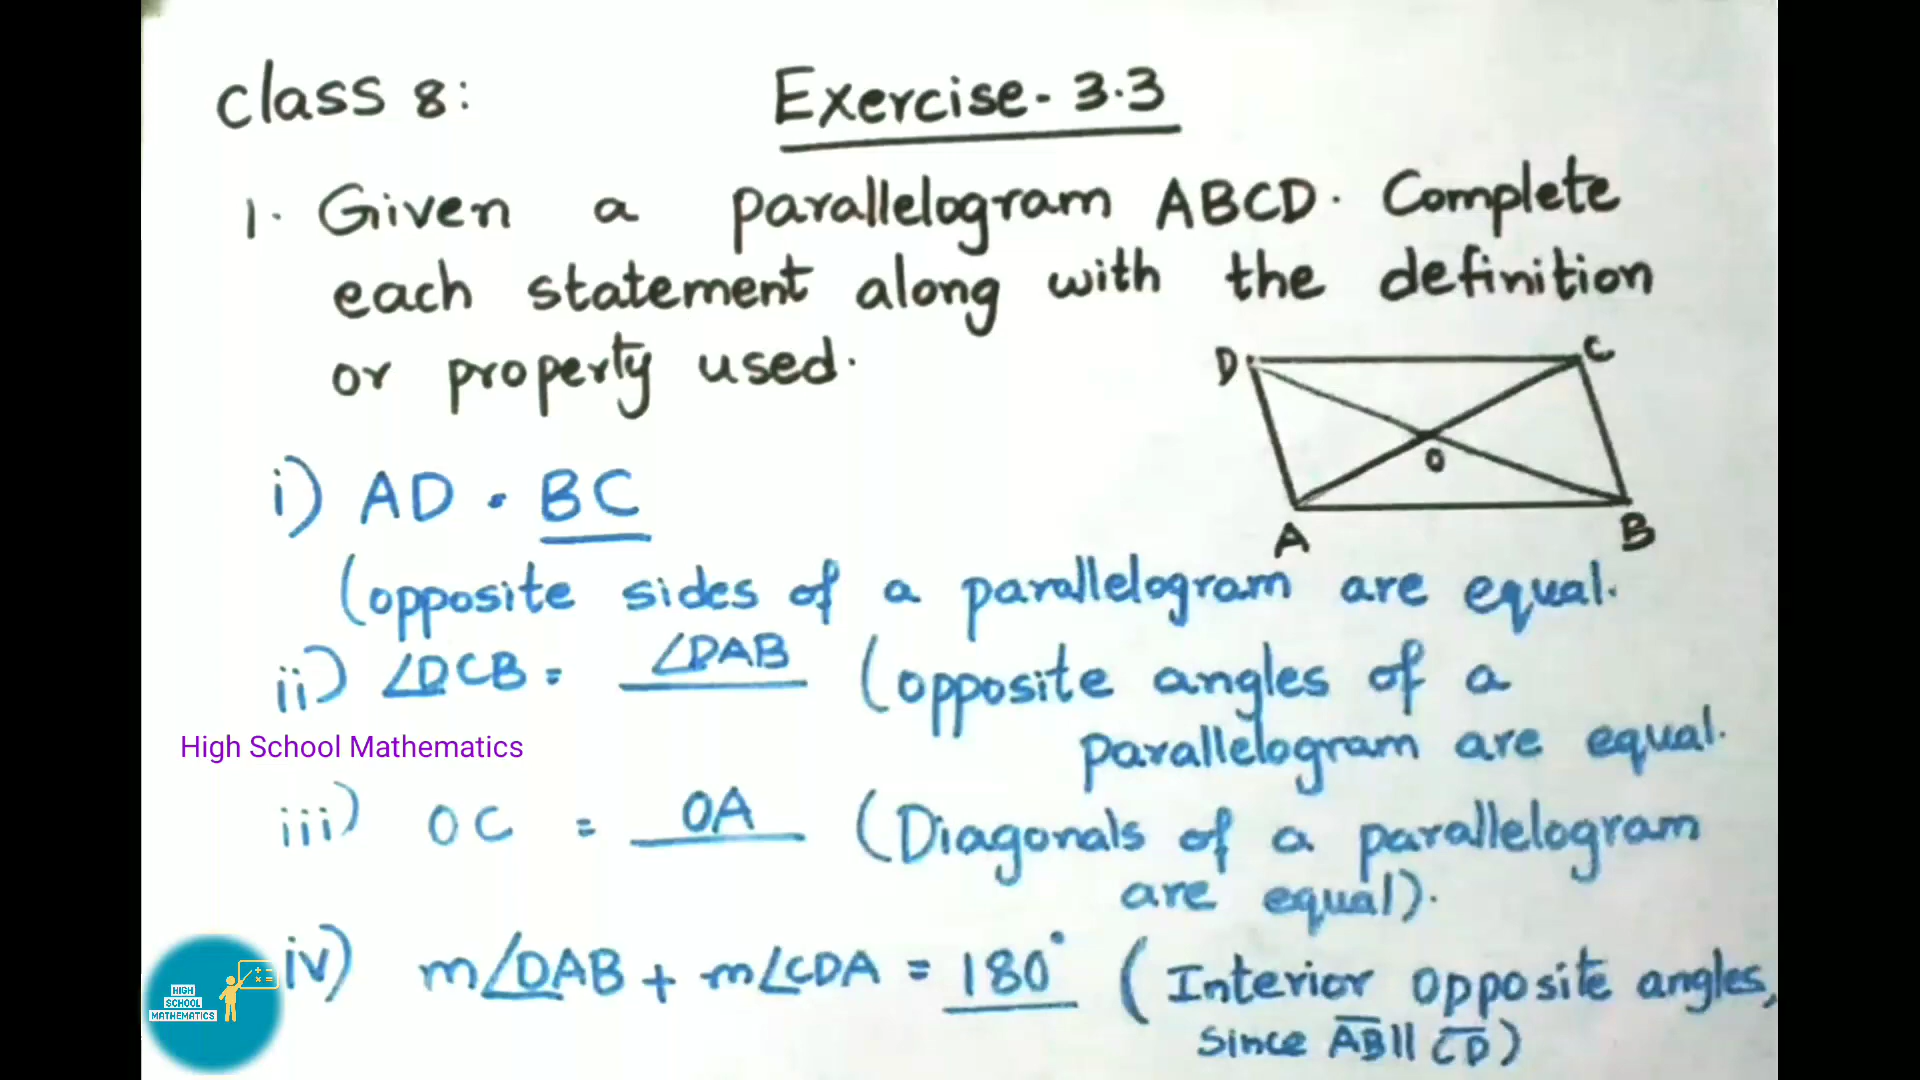 class 8: Exercise- 3.3
1. Given a parallelogram ABCD. Complete
each statement along with the definition
or property used.
D C
O
A B
i) AD = BC
(opposite sides of a parallelogram are equal.
ii) ∠DCB = ∠DAB (opposite angles of a
parallelogram are equal.
High School Mathematics
iii) OC = OA (Diagonals of a parallelogram
are equal).
iv) m∠DAB + m∠CDA = 180° (Interior opposite angles,
since AB || CD)
HIGH
SCHOOL
MATHEMATICS